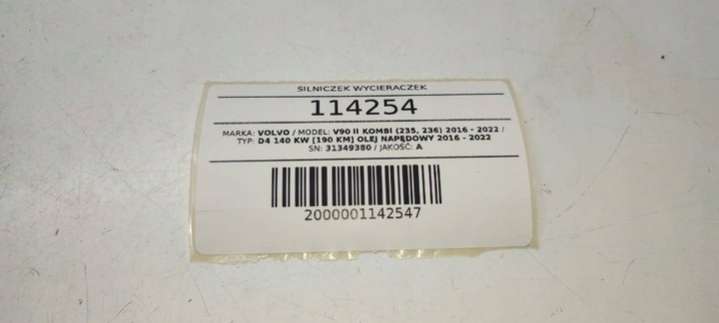 SILNICZEK WYCIERACZEK
114254
MARKA: VOLVO / MODEL: V90 II KOMBI (235, 236) 2016 - 2022 /
TYP: D4 140 KW [190 KM] OLEJ NAPĘDOWY 2016 - 2022
SN: 31349380 / JAKOŚĆ: A
2000001142547